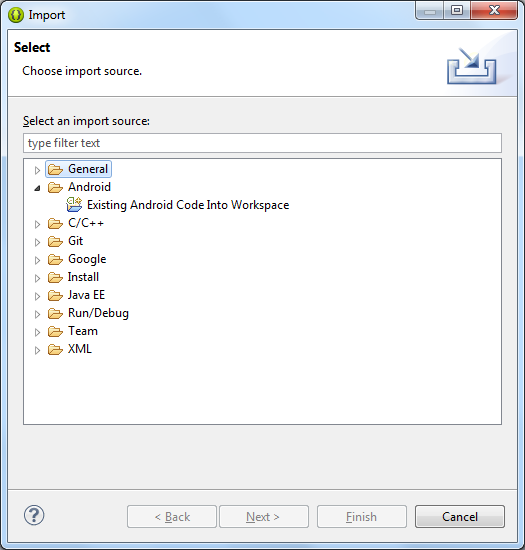 Import
Select
Choose import source.
Select an import source:
type filter text
General
Android
Existing Android Code Into Workspace
C/C++
Git
Google
Install
Java EE
Run/Debug
Team
XML
? < Back Next > Finish Cancel